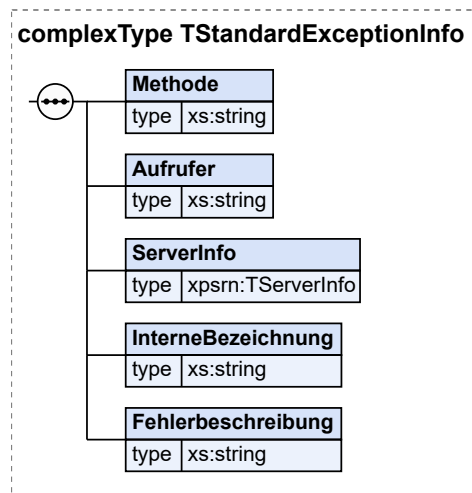 complexType TStandardExceptionInfo
Methode
type xs:string
Aufrufer
type xs:string
ServerInfo
type xpsrn:TServerInfo
InterneBezeichnung
type xs:string
Fehlerbeschreibung
type xs:string